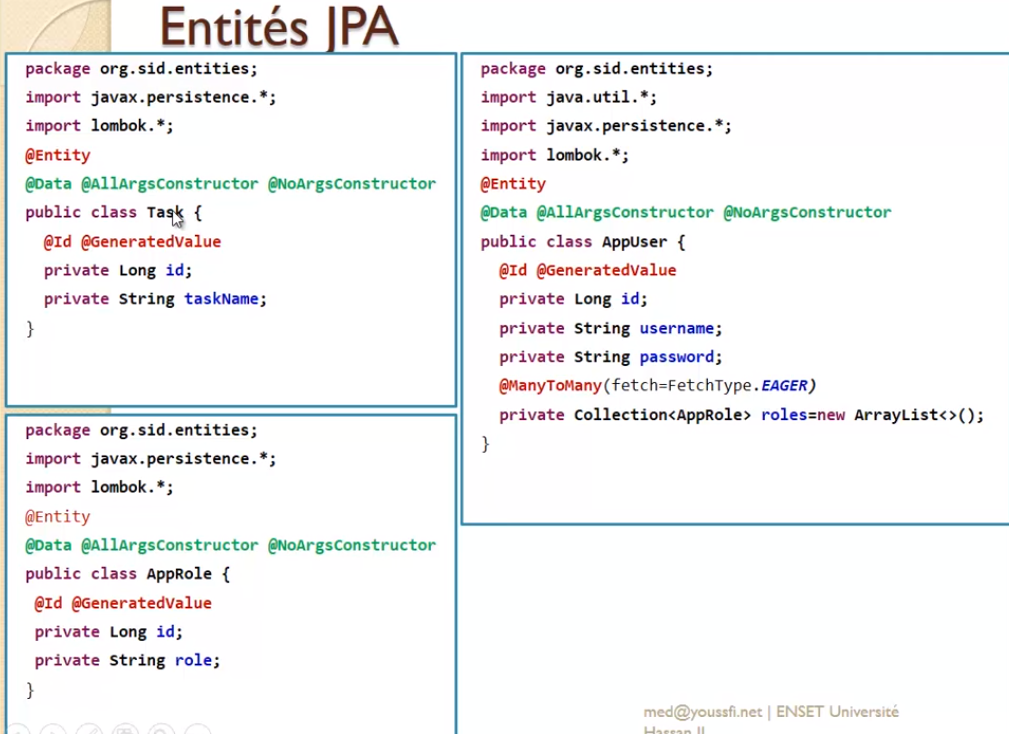 Entités JPA
package org.sid.entities;
import javax.persistence.*;
import lombok.*;
@Entity
@Data @AllArgsConstructor @NoArgsConstructor
public class Task {
@Id @GeneratedValue
private Long id;
private String taskName;
}
package org.sid.entities;
import javax.persistence.*;
import lombok.*;
@Entity
@Data @AllArgsConstructor @NoArgsConstructor
public class AppRole {
@Id @GeneratedValue
private Long id;
private String role;
}
package org.sid.entities;
import java.util.*;
import javax.persistence.*;
import lombok.*;
@Entity
@Data @AllArgsConstructor @NoArgsConstructor
public class AppUser {
@Id @GeneratedValue
private Long id;
private String username;
private String password;
@ManyToMany(fetch=FetchType.EAGER)
private Collection<AppRole> roles=new ArrayList<>();
}
med@youssfi.net | ENSET Université
Hassan II